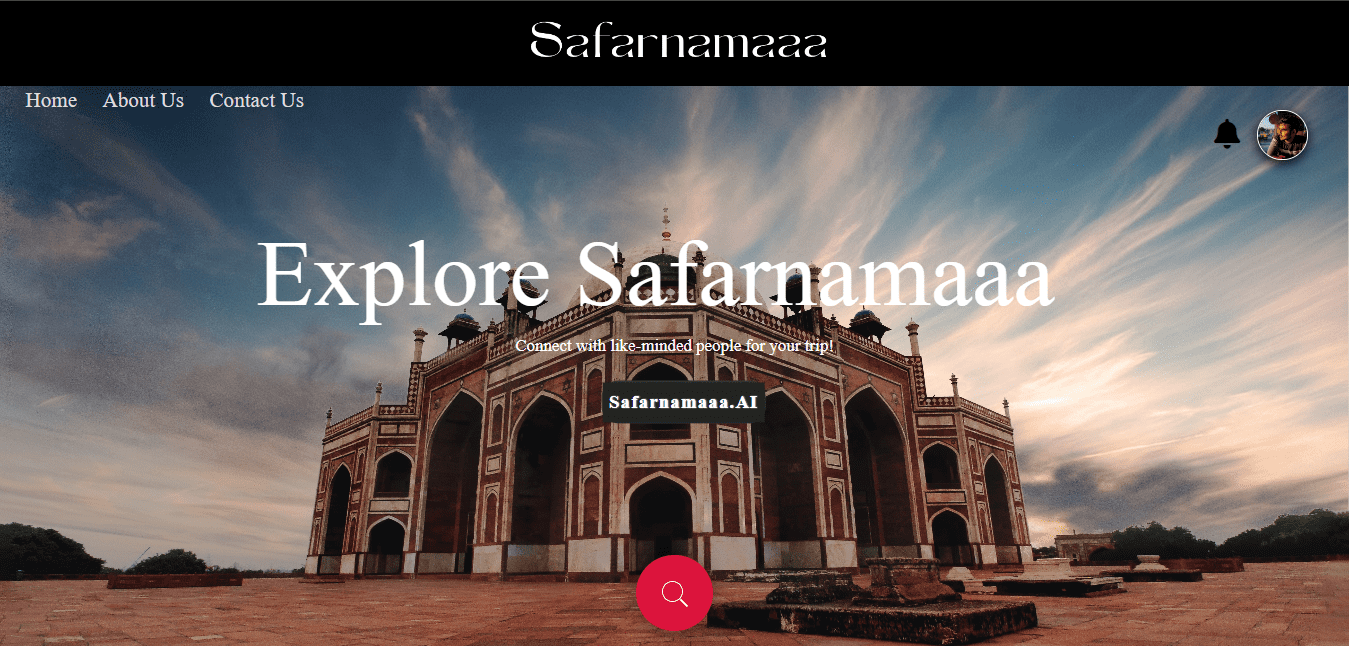 Safarnamaaa
Home About Us Contact Us
Explore Safarnamaaa
Connect with like-minded people for your trip!
Safarnamaaa.AI